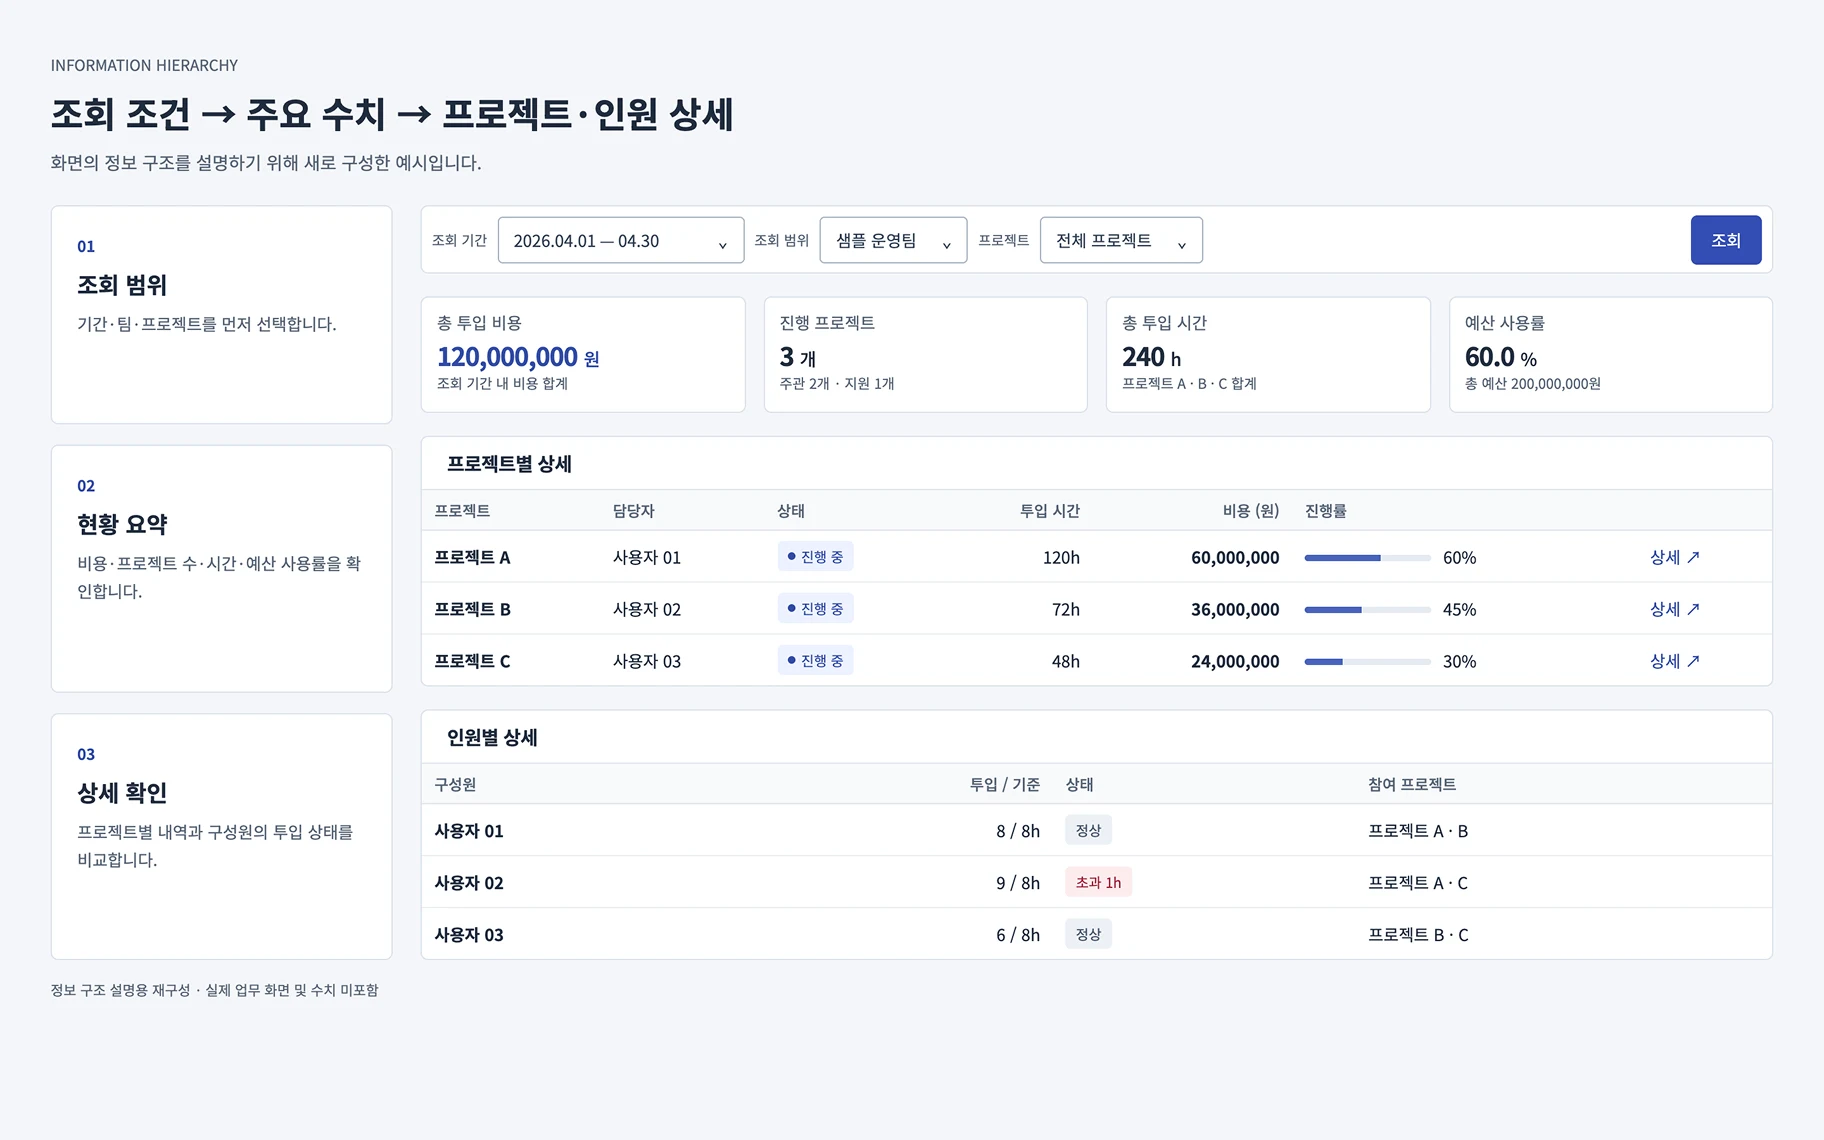 INFORMATION HIERARCHY
조회 조건 → 주요 수치 → 프로젝트·인원 상세
화면의 정보 구조를 설명하기 위해 새로 구성한 예시입니다.
01
조회 범위
기간·팀·프로젝트를 먼저 선택합니다.
02
현황 요약
비용·프로젝트 수·시간·예산 사용률을 확
인합니다.
03
상세 확인
프로젝트별 내역과 구성원의 투입 상태를
비교합니다.
조회 기간 2026.04.01 — 04.30 조회 범위 샘플 운영팀 프로젝트 전체 프로젝트 조회
총 투입 비용
120,000,000 원
조회 기간 내 비용 합계
진행 프로젝트
3 개
주관 2개 · 지원 1개
총 투입 시간
240 h
프로젝트 A · B · C 합계
예산 사용률
60.0 %
총 예산 200,000,000원
프로젝트별 상세
프로젝트 담당자 상태 투입 시간 비용 (원) 진행률
프로젝트 A 사용자 01 진행 중 120h 60,000,000 60% 상세 ↗
프로젝트 B 사용자 02 진행 중 72h 36,000,000 45% 상세 ↗
프로젝트 C 사용자 03 진행 중 48h 24,000,000 30% 상세 ↗
인원별 상세
구성원 투입 / 기준 상태 참여 프로젝트
사용자 01 8 / 8h 정상 프로젝트 A · B
사용자 02 9 / 8h 초과 1h 프로젝트 A · C
사용자 03 6 / 8h 정상 프로젝트 B · C
정보 구조 설명용 재구성 · 실제 업무 화면 및 수치 미포함